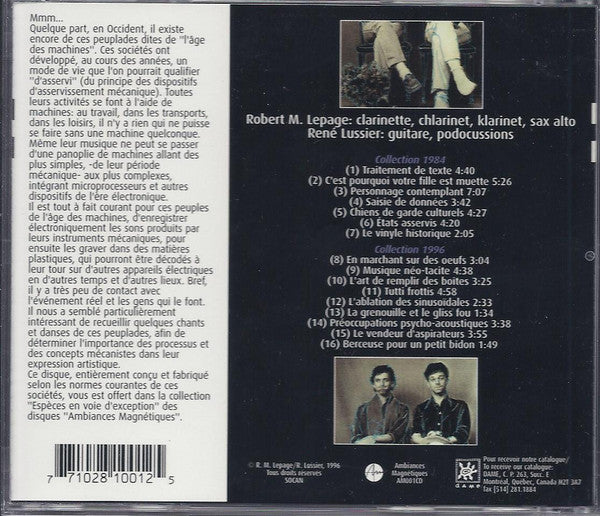 Mmm...
Quelque part, en Occident, il existe
encore de ces peuplades dites de "l'âge
des machines". Ces sociétés ont
développé, au cours des années, un
mode de vie que l'on pourrait qualifier
"d'asservi" (du principe des dispositifs
d'asservissement mécanique). Toutes
leurs activités se font à l'aide de
machines: au travail, dans les transports,
dans les loisirs, il n'y a rien qui ne puisse
se faire sans une machine quelconque.
Même leur musique ne peut se passer
d'une panoplie de machines allant des
plus simples, -de leur période
mécanique- aux plus complexes,
intégrant microprocesseurs et autres
dispositifs de l'ère électronique.
Il est tout à fait courant pour ces peuples
de l'âge des machines, d'enregistrer
électroniquement les sons produits par
leurs instruments mécaniques, pour
ensuite les graver dans des matières
plastiques, qui pourront être décodés à
leur tour sur d'autres appareils électriques
en d'autres temps et d'autres lieux. Bref,
il y a très peu de contact avec
l'événement réel et les gens qui le font.
Il nous a semblé particulièrement
intéressant de recueillir quelques chants
et danses de ces peuplades, afin de
déterminer l'importance des processus et
des concepts mécanistes dans leur
expression artistique.
Ce disque, entièrement conçu et fabriqué
selon les normes courantes de ces
sociétés, vous est offert dans la collection
"Espèces en voie d'exception" des
disques "Ambiances Magnétiques".
7 71028 10012 5
Robert M. Lepage: clarinette, chlarinet, klarinet, sax alto
René Lussier: guitare, podocussions
Collection 1984
(1) Traitement de texte 4:40
(2) C'est pourquoi votre fille est muette 5:26
(3) Personnage contemplant 7:07
(4) Saisie de données 3:42
(5) Chiens de garde culturels 4:27
(6) Etats asservis 4:20
(7) Le vinyle historique 2:05
Collection 1996
(8) En marchant sur des oeufs 3:04
(9) Musique néo-tacite 4:38
(10) L'art de remplir des boites 3:25
(11) Tutti frottis 4:58
(12) L'ablation des sinusoïdales 2:33
(13) La grenouille et le gliss fou 1:34
(14) Préoccupations psycho-acoustiques 3:38
(15) Le vendeur d'aspirateurs 3:55
(16) Berceuse pour un petit bidon 1:49
© R. M. Lepage/R. Lussier, 1996
Tous droits réservés
SOCAN
Am
Ambiances
Magnétiques
AM001CD
DAME
Pour recevoir notre catalogue/
To receive our catalogue:
DAME, C. P. 263, Succ. E
Montréal, Québec, Canada H2T 3A7
fax (514) 281.1884